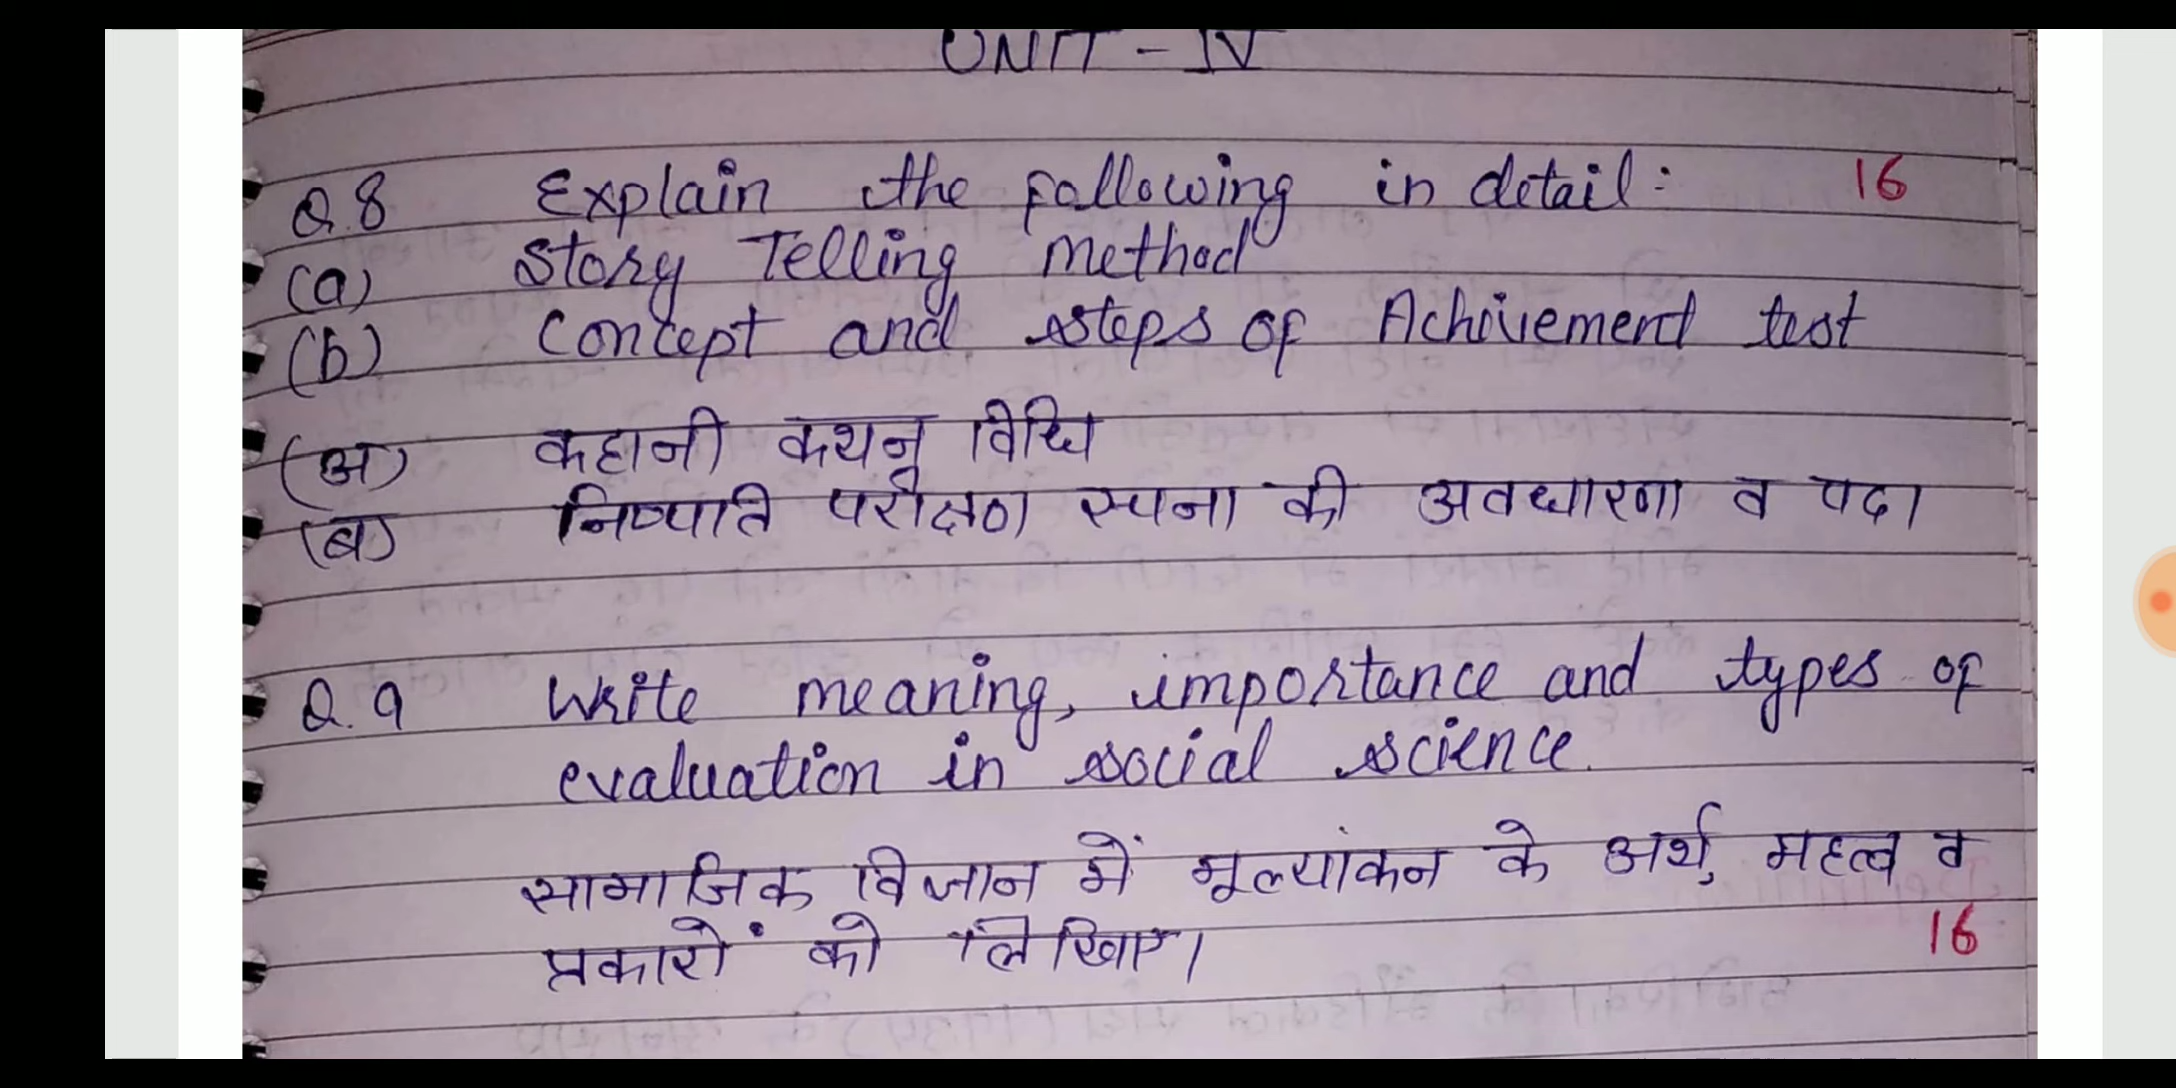 UNIT - IV
Q.8 Explain the following in detail: 16
(a) Story Telling Method
(b) Concept and steps of Achivement test
(अ) कहानी कथन विधि
(ब) निष्पाति परीक्षण रचना की अवधारणा व पद।
Q.9 Write meaning, importance and types of
evaluation in social science.
सामाजिक विज्ञान में मूल्यांकन के अर्थ, महत्व व
प्रकारों को लिखिए। 16